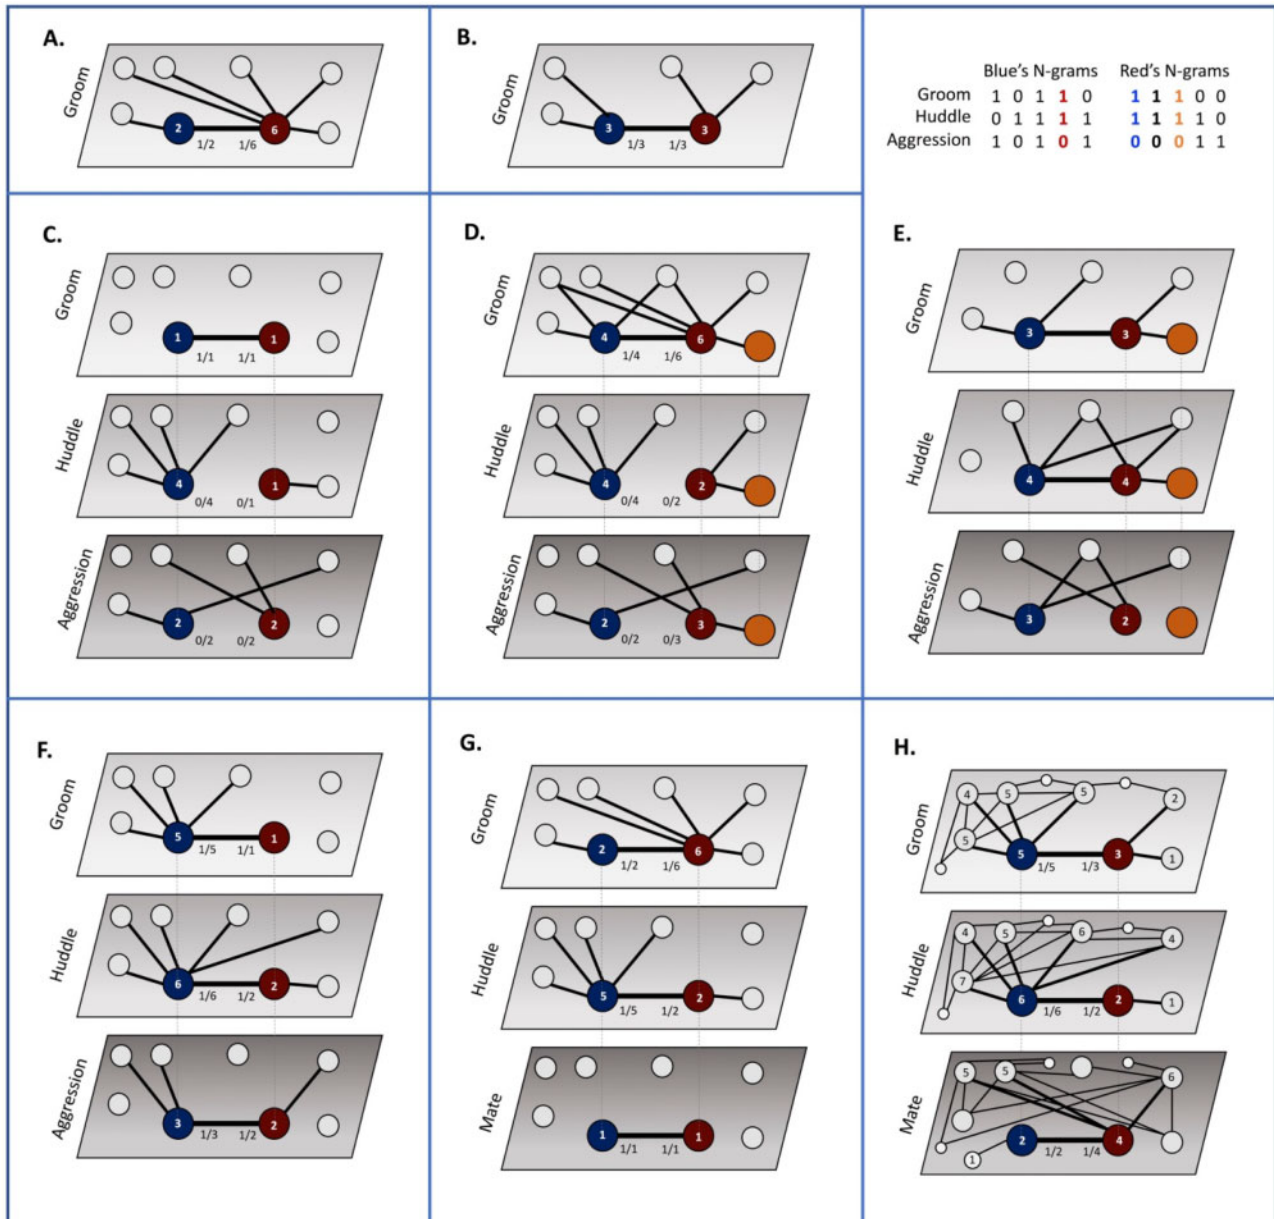 A.
Groom
2
6
1/2 1/6
B.
Groom
3
3
1/3 1/3
Blue's N-grams Red's N-grams
Groom 1 0 1 1 0 1 1 1 0 0
Huddle 0 1 1 1 1 1 1 1 1 0
Aggression 1 0 1 0 1 0 0 0 1 1
C.
Groom
1
1
1/1 1/1
Huddle
4
1
0/4 0/1
Aggression
2
2
0/2 0/2
D.
Groom
4
6
1/4 1/6
Huddle
4
2
0/4 0/2
Aggression
2
3
0/2 0/3
E.
Groom
3
3
Huddle
4
4
Aggression
3
2
F.
Groom
5
1
1/5 1/1
Huddle
6
2
1/6 1/2
Aggression
3
2
1/3 1/2
G.
Groom
2
6
1/2 1/6
Huddle
5
2
1/5 1/2
Mate
1
1
1/1 1/1
H.
Groom
4 5 5 2
5
5 3 1
1/5 1/3
Huddle
4 5 6 4
7
6 2 1
1/6 1/2
Mate
5 5 6
2 4
1
1/2 1/4